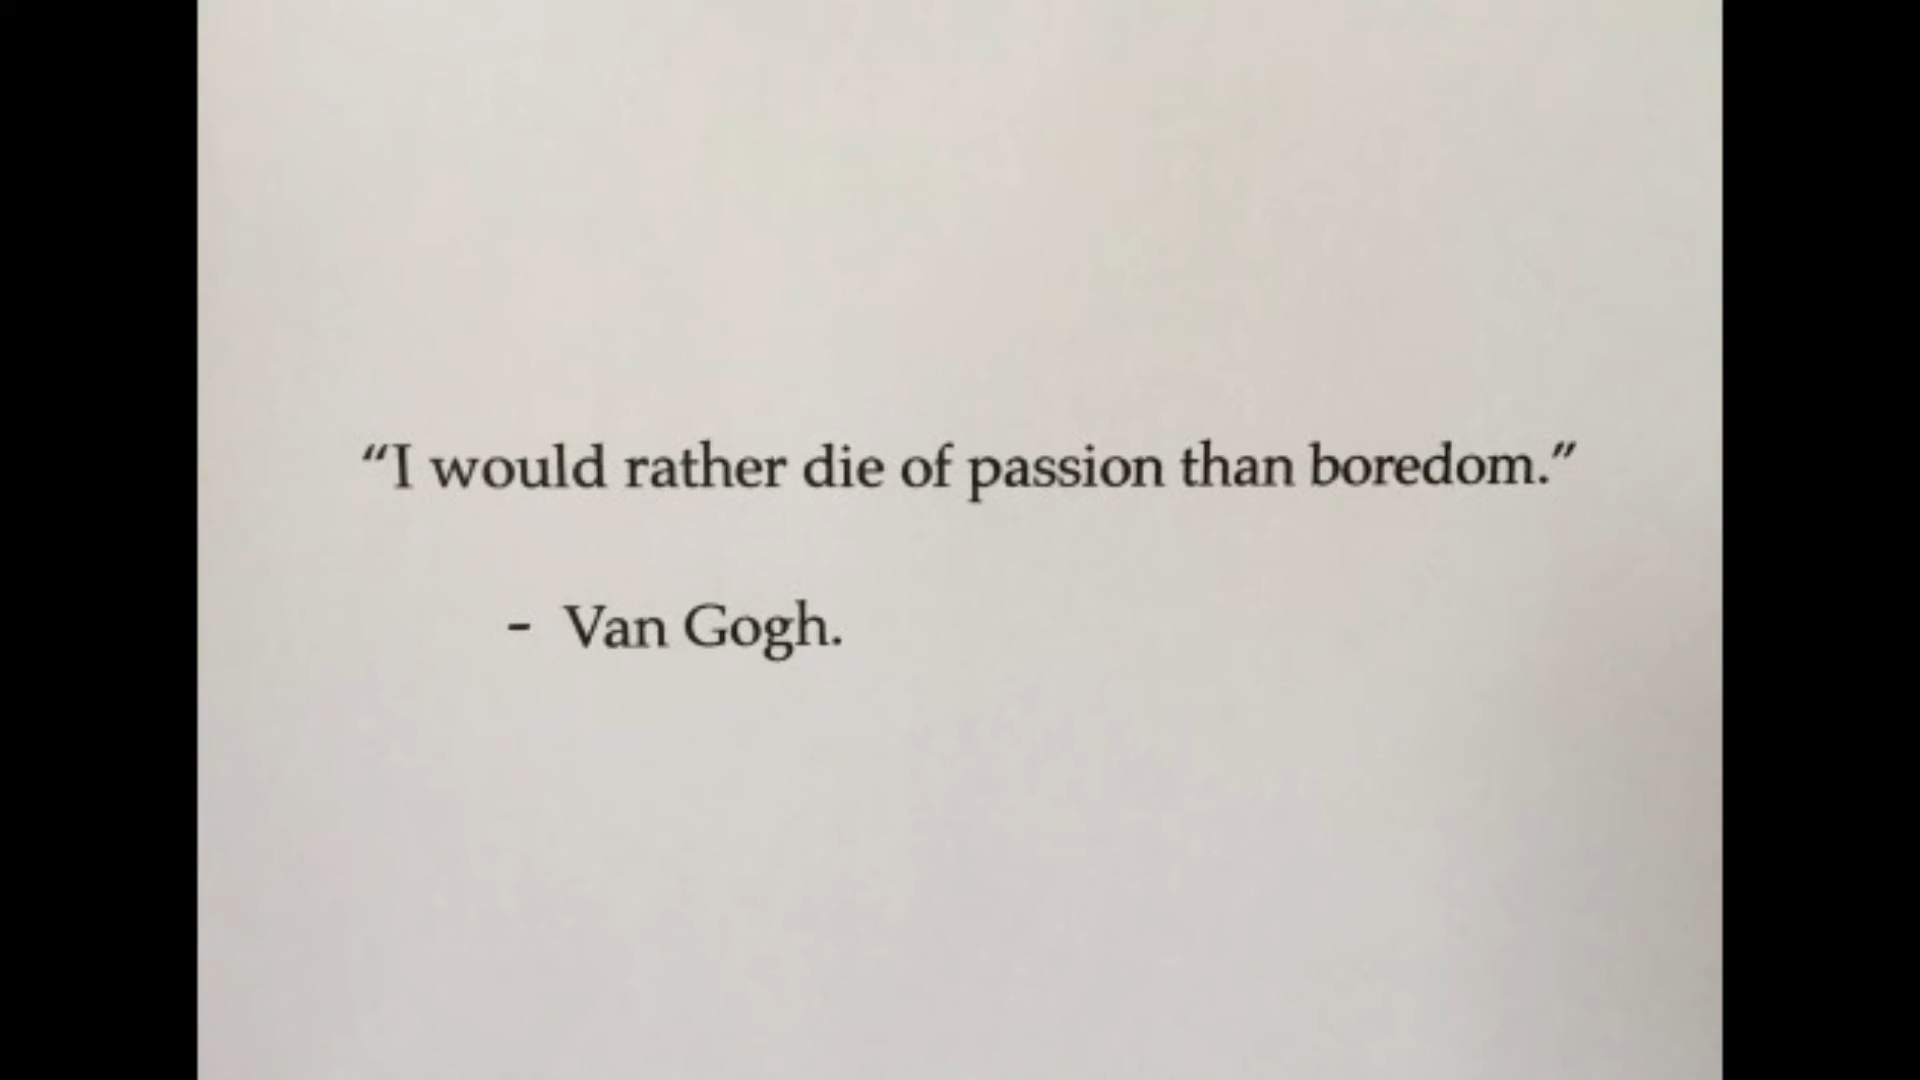 “I would rather die of passion than boredom.”
- Van Gogh.